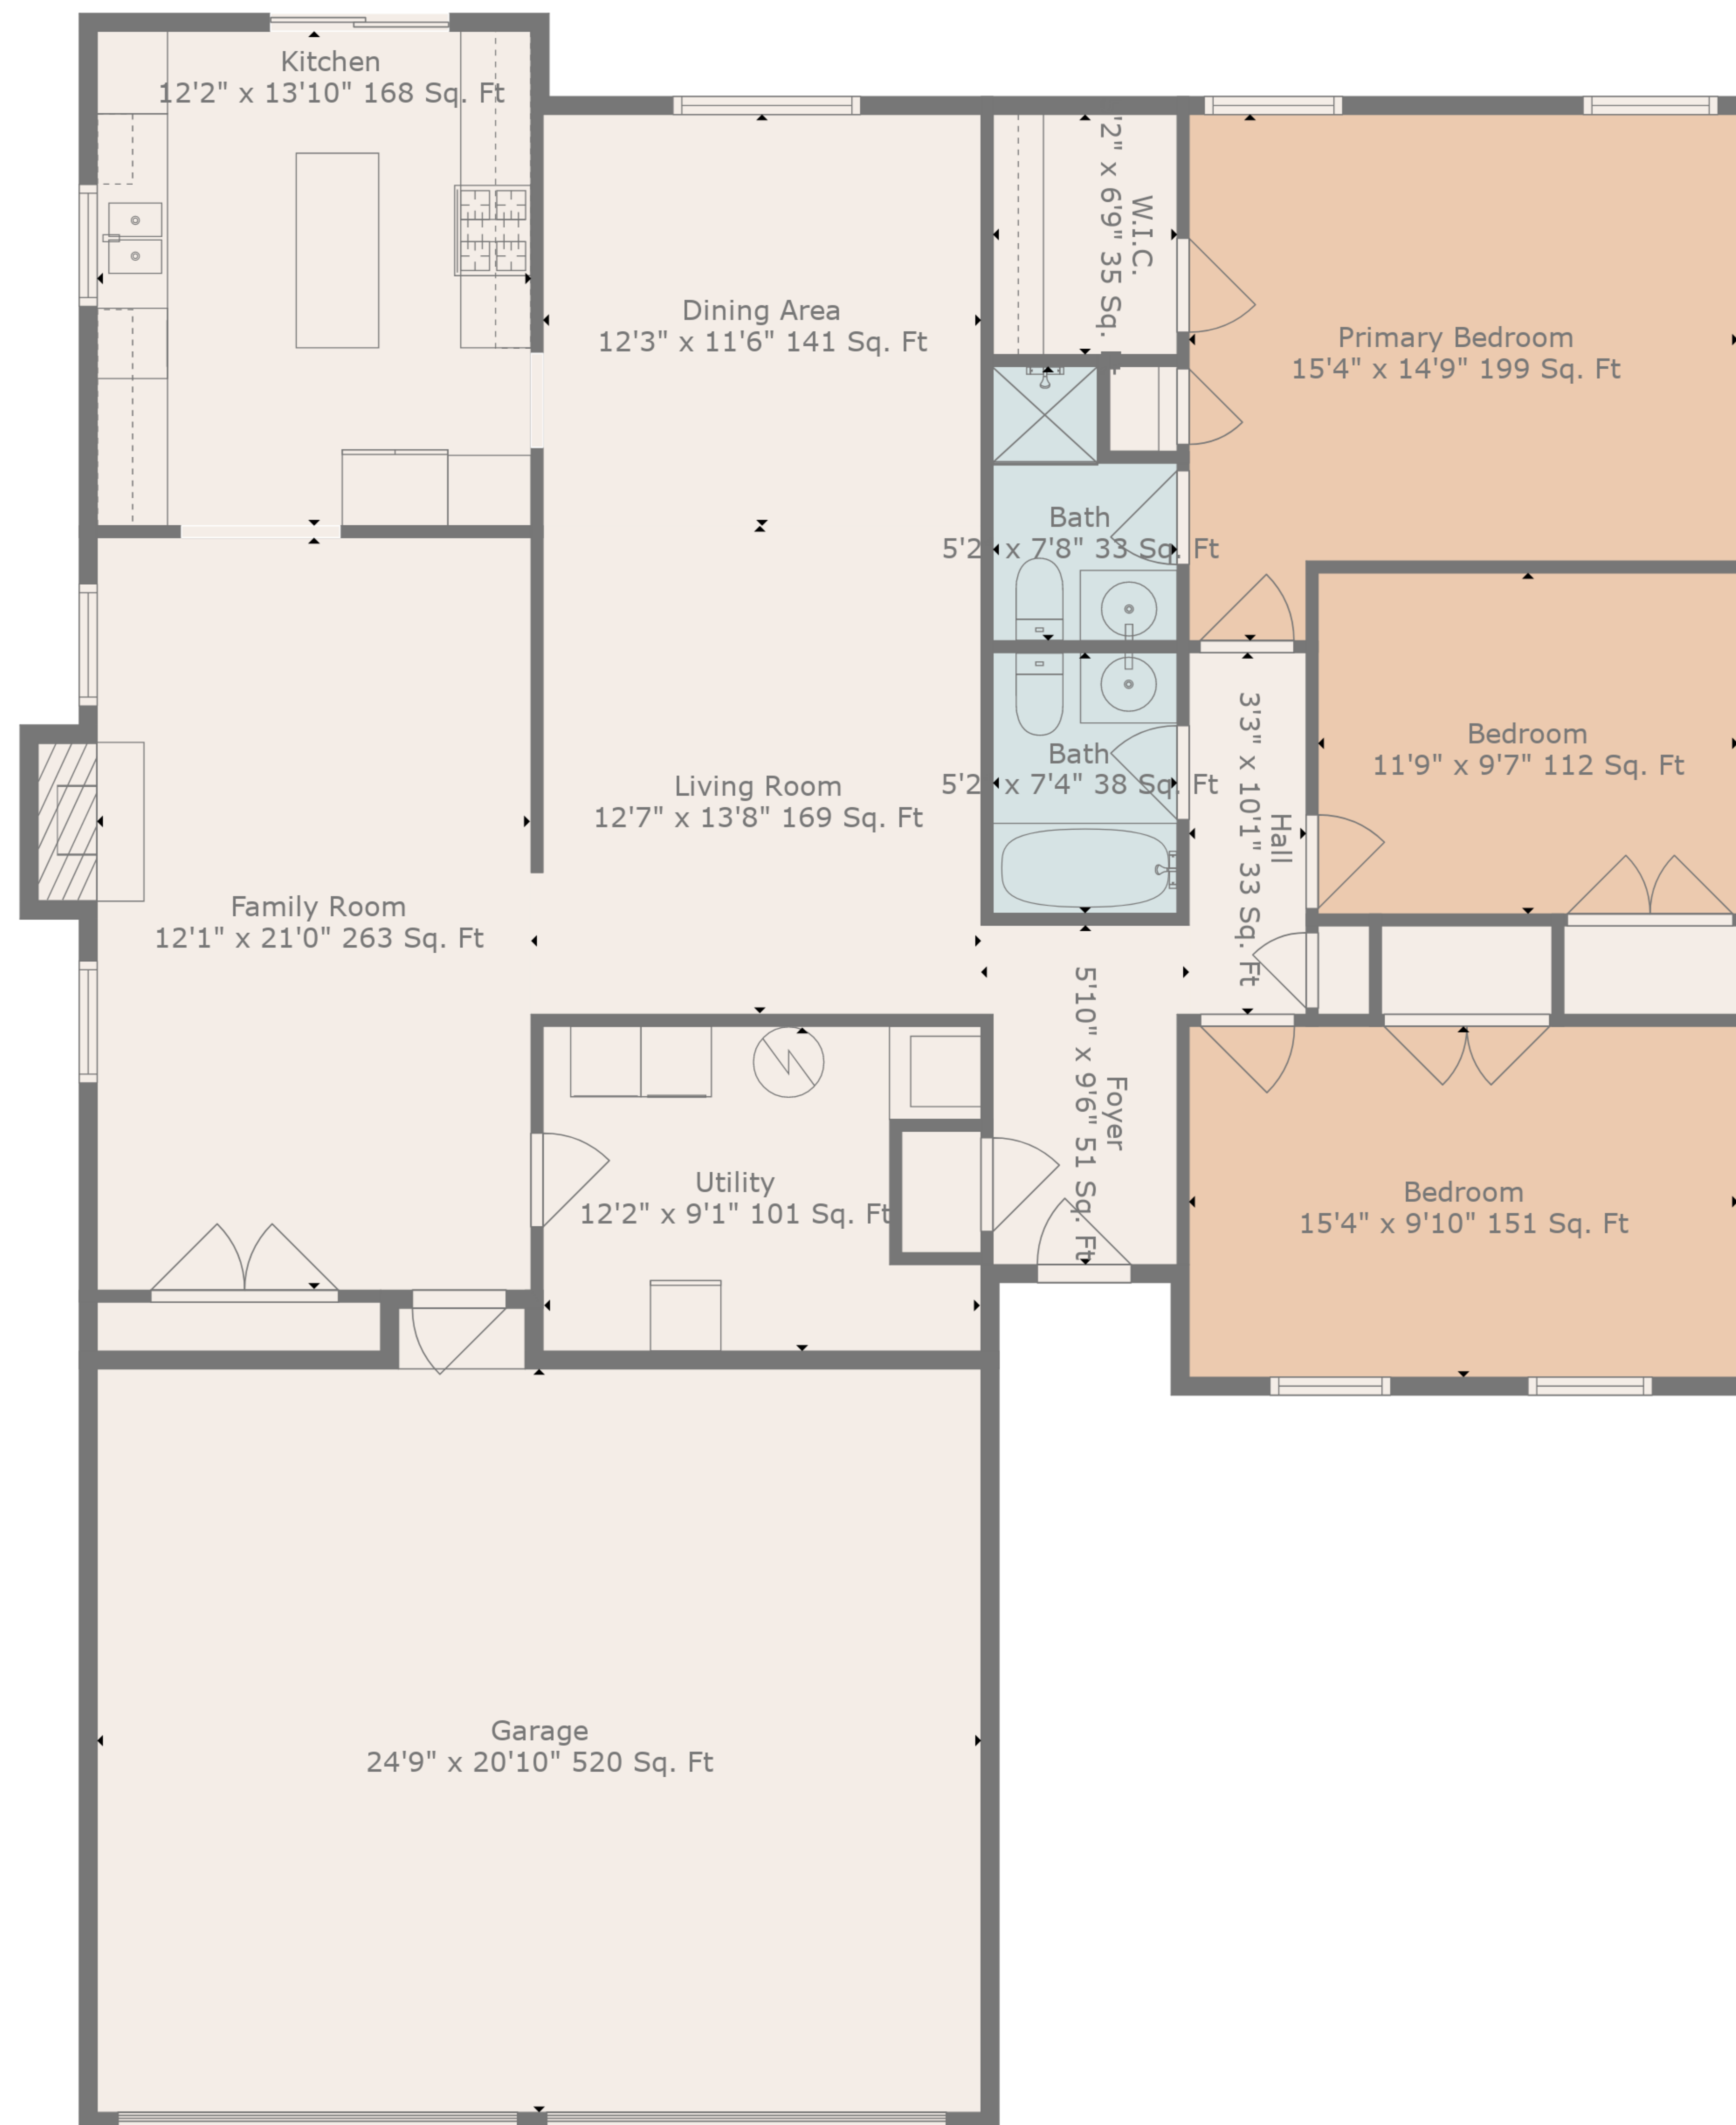 Kitchen
12'2" x 13'10" 168 Sq. Ft
Dining Area
12'3" x 11'6" 141 Sq. Ft
W.I.C.
'2" x 6'9" 35 Sq.
Primary Bedroom
15'4" x 14'9" 199 Sq. Ft
Bath
5'2 x 7'8" 33 Sq. Ft
Bath
5'2 x 7'4" 38 Sq. Ft
Hall
3'3" x 10'1" 33 Sq. Ft
Bedroom
11'9" x 9'7" 112 Sq. Ft
Living Room
12'7" x 13'8" 169 Sq. Ft
Family Room
12'1" x 21'0" 263 Sq. Ft
Foyer
5'10" x 9'6" 51 Sq. Ft
Utility
12'2" x 9'1" 101 Sq. Ft
Bedroom
15'4" x 9'10" 151 Sq. Ft
Garage
24'9" x 20'10" 520 Sq. Ft